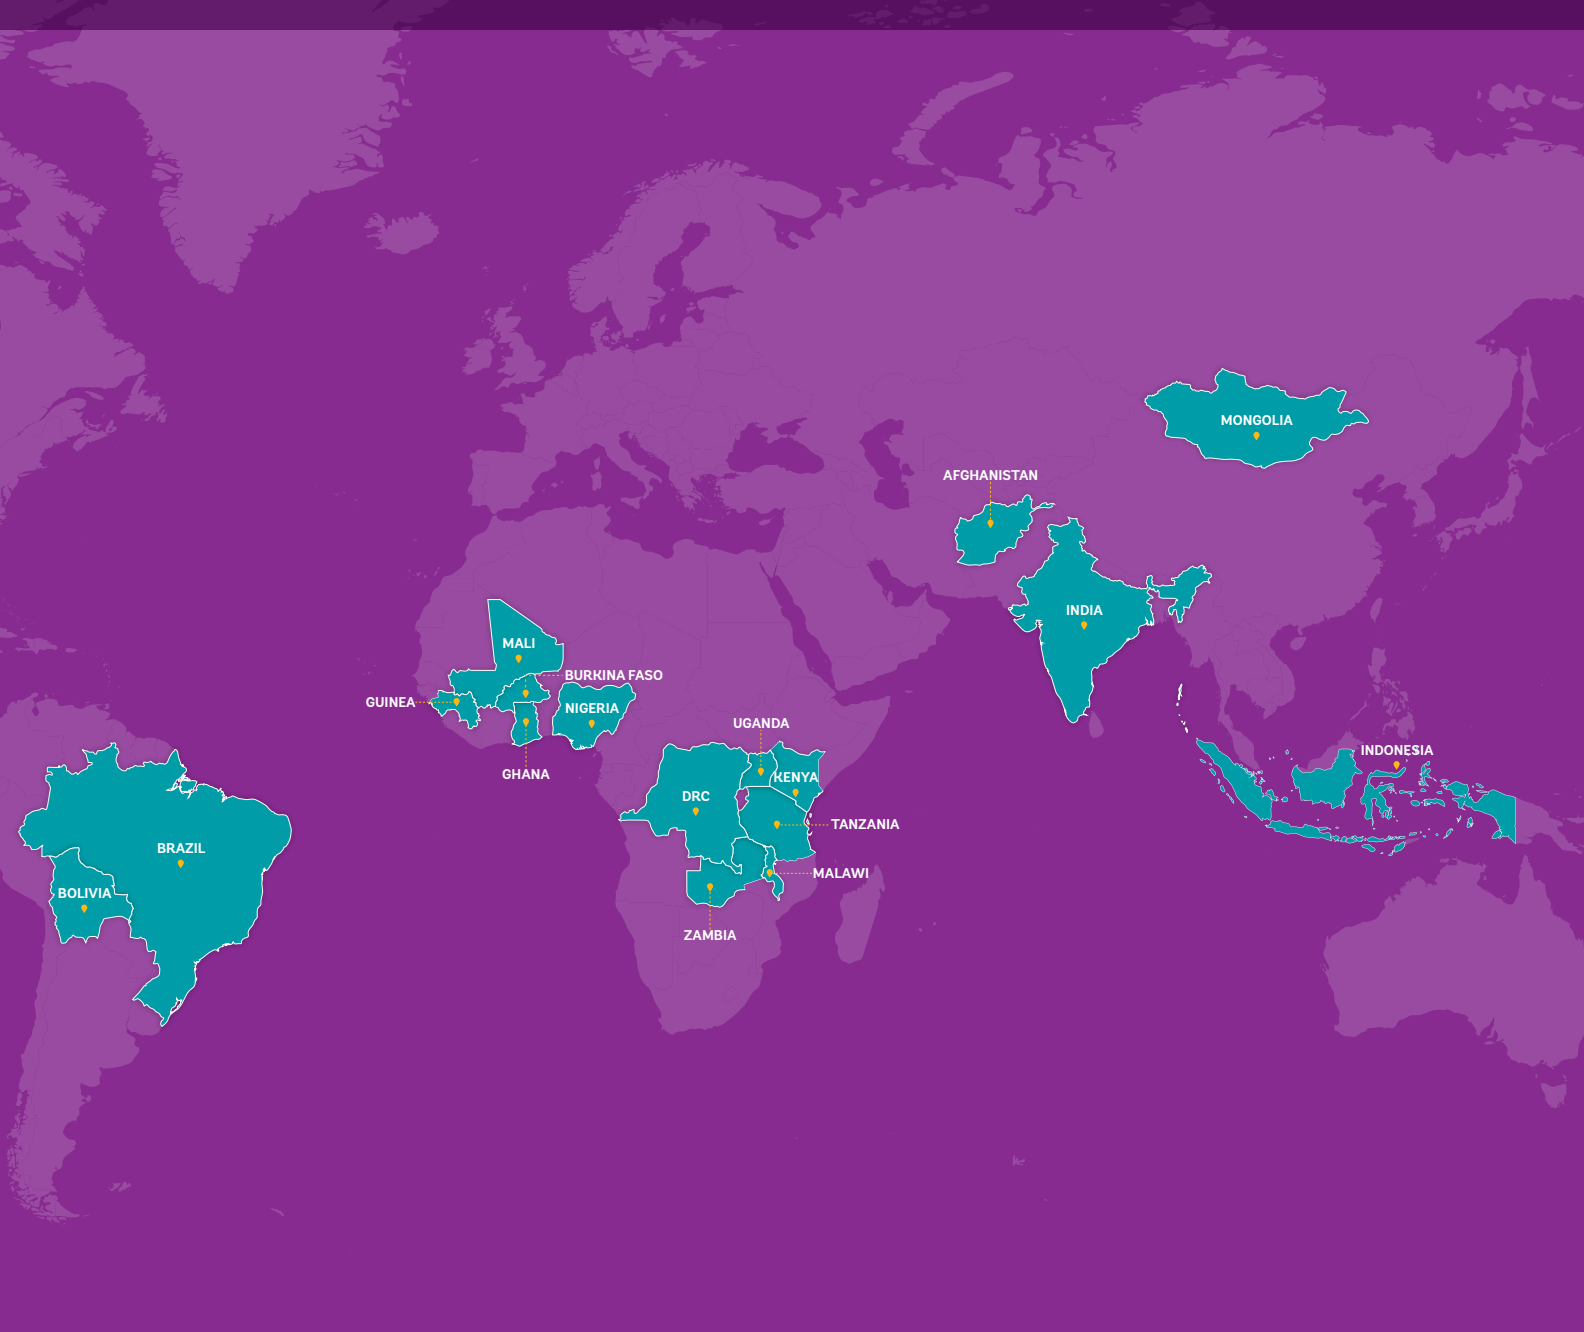 MONGOLIA
AFGHANISTAN
INDIA
MALI
BURKINA FASO
GUINEA
NIGERIA
UGANDA
INDONESIA
GHANA
KENYA
DRC
TANZANIA
BRAZIL
MALAWI
BOLIVIA
ZAMBIA